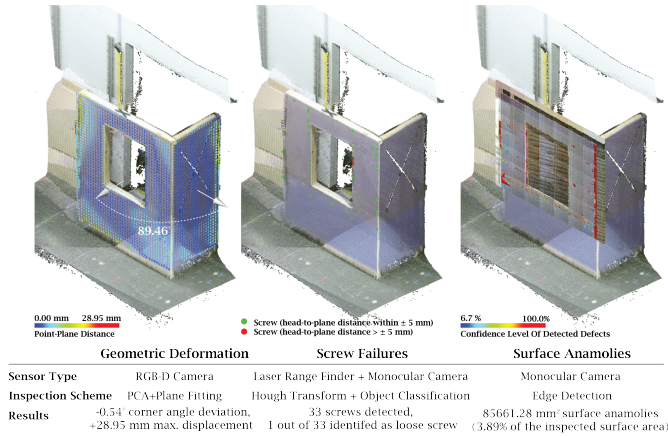 89.46
0.00 mm 28.95 mm
Point-Plane Distance
Screw (head-to-plane distance within ± 5 mm)
Screw (head-to-plane distance > ± 5 mm)
6.7 % 100.0%
Confidence Level Of Detected Defects
Geometric Deformation Screw Failures Surface Anamolies
Sensor Type RGB-D Camera Laser Range Finder + Monocular Camera Monocular Camera
Inspection Scheme PCA+Plane Fitting Hough Transform + Object Classification Edge Detection
Results -0.54° corner angle deviation, 33 screws detected, 85661.28 mm² surface anamolies
+28.95 mm max. displacement 1 out of 33 identifed as loose screw (3.89% of the inspected surface area)